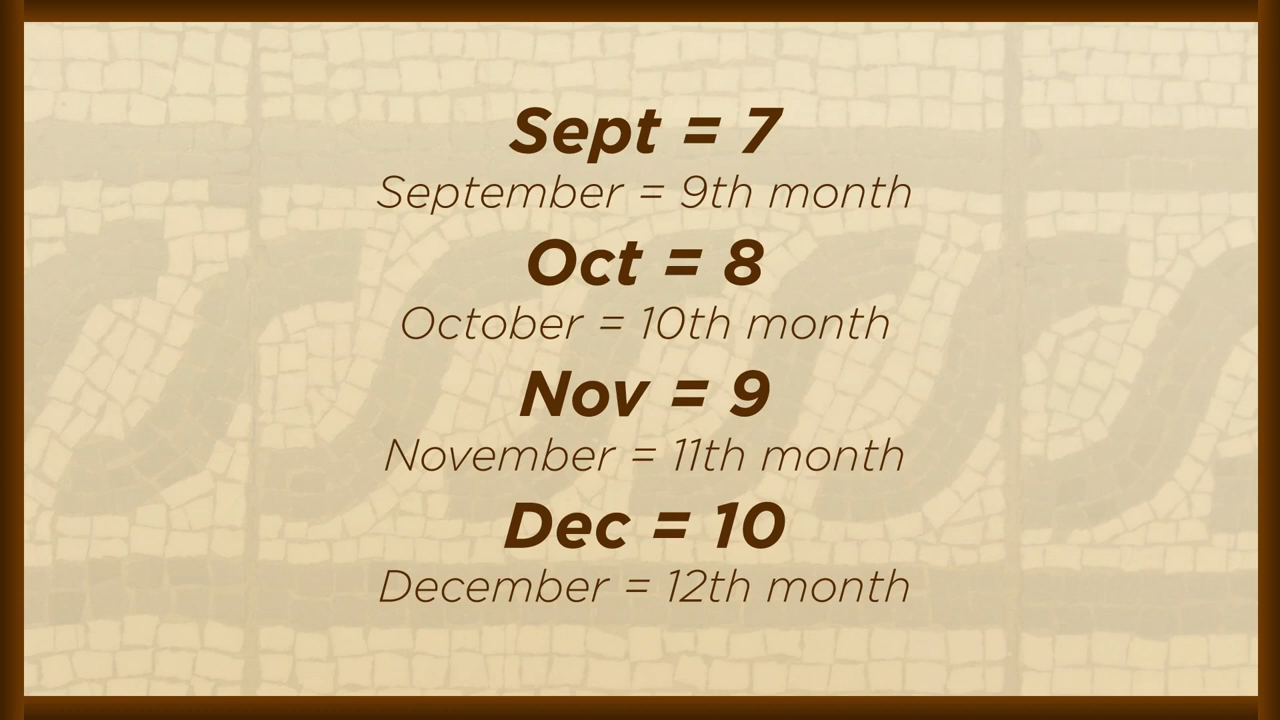 Sept = 7
September = 9th month
Oct = 8
October = 10th month
Nov = 9
November = 11th month
Dec = 10
December = 12th month